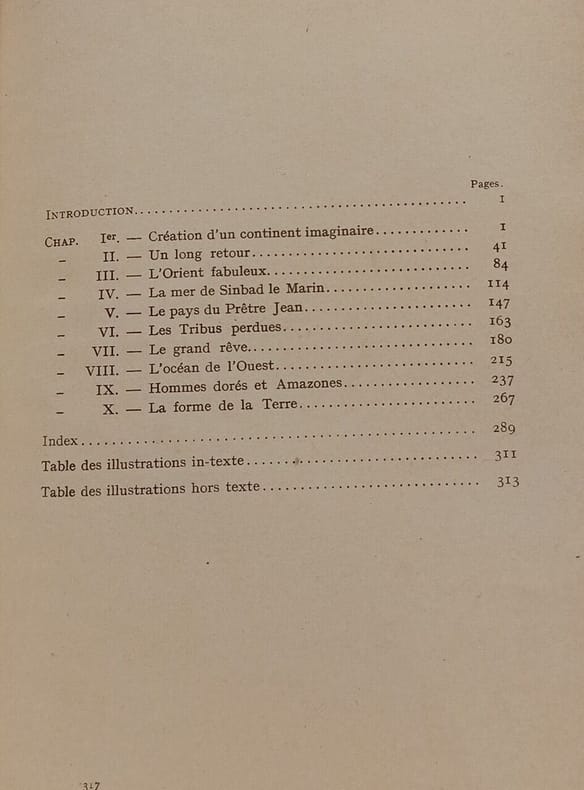 Pages.
INTRODUCTION........................................ I
CHAP. Ier. — Création d'un continent imaginaire............ 1
– II. — Un long retour............................ 41
– III. — L'Orient fabuleux.......................... 84
– IV. — La mer de Sinbad le Marin.................. 114
– V. — Le pays du Prêtre Jean..................... 147
– VI. — Les Tribus perdues........................ 163
– VII. — Le grand rêve............................. 180
– VIII. — L'océan de l'Ouest......................... 215
– IX. — Hommes dorés et Amazones................. 237
– X. — La forme de la Terre....................... 267
Index................................................ 289
Table des illustrations in-texte............................. 311
Table des illustrations hors texte........................... 313
317